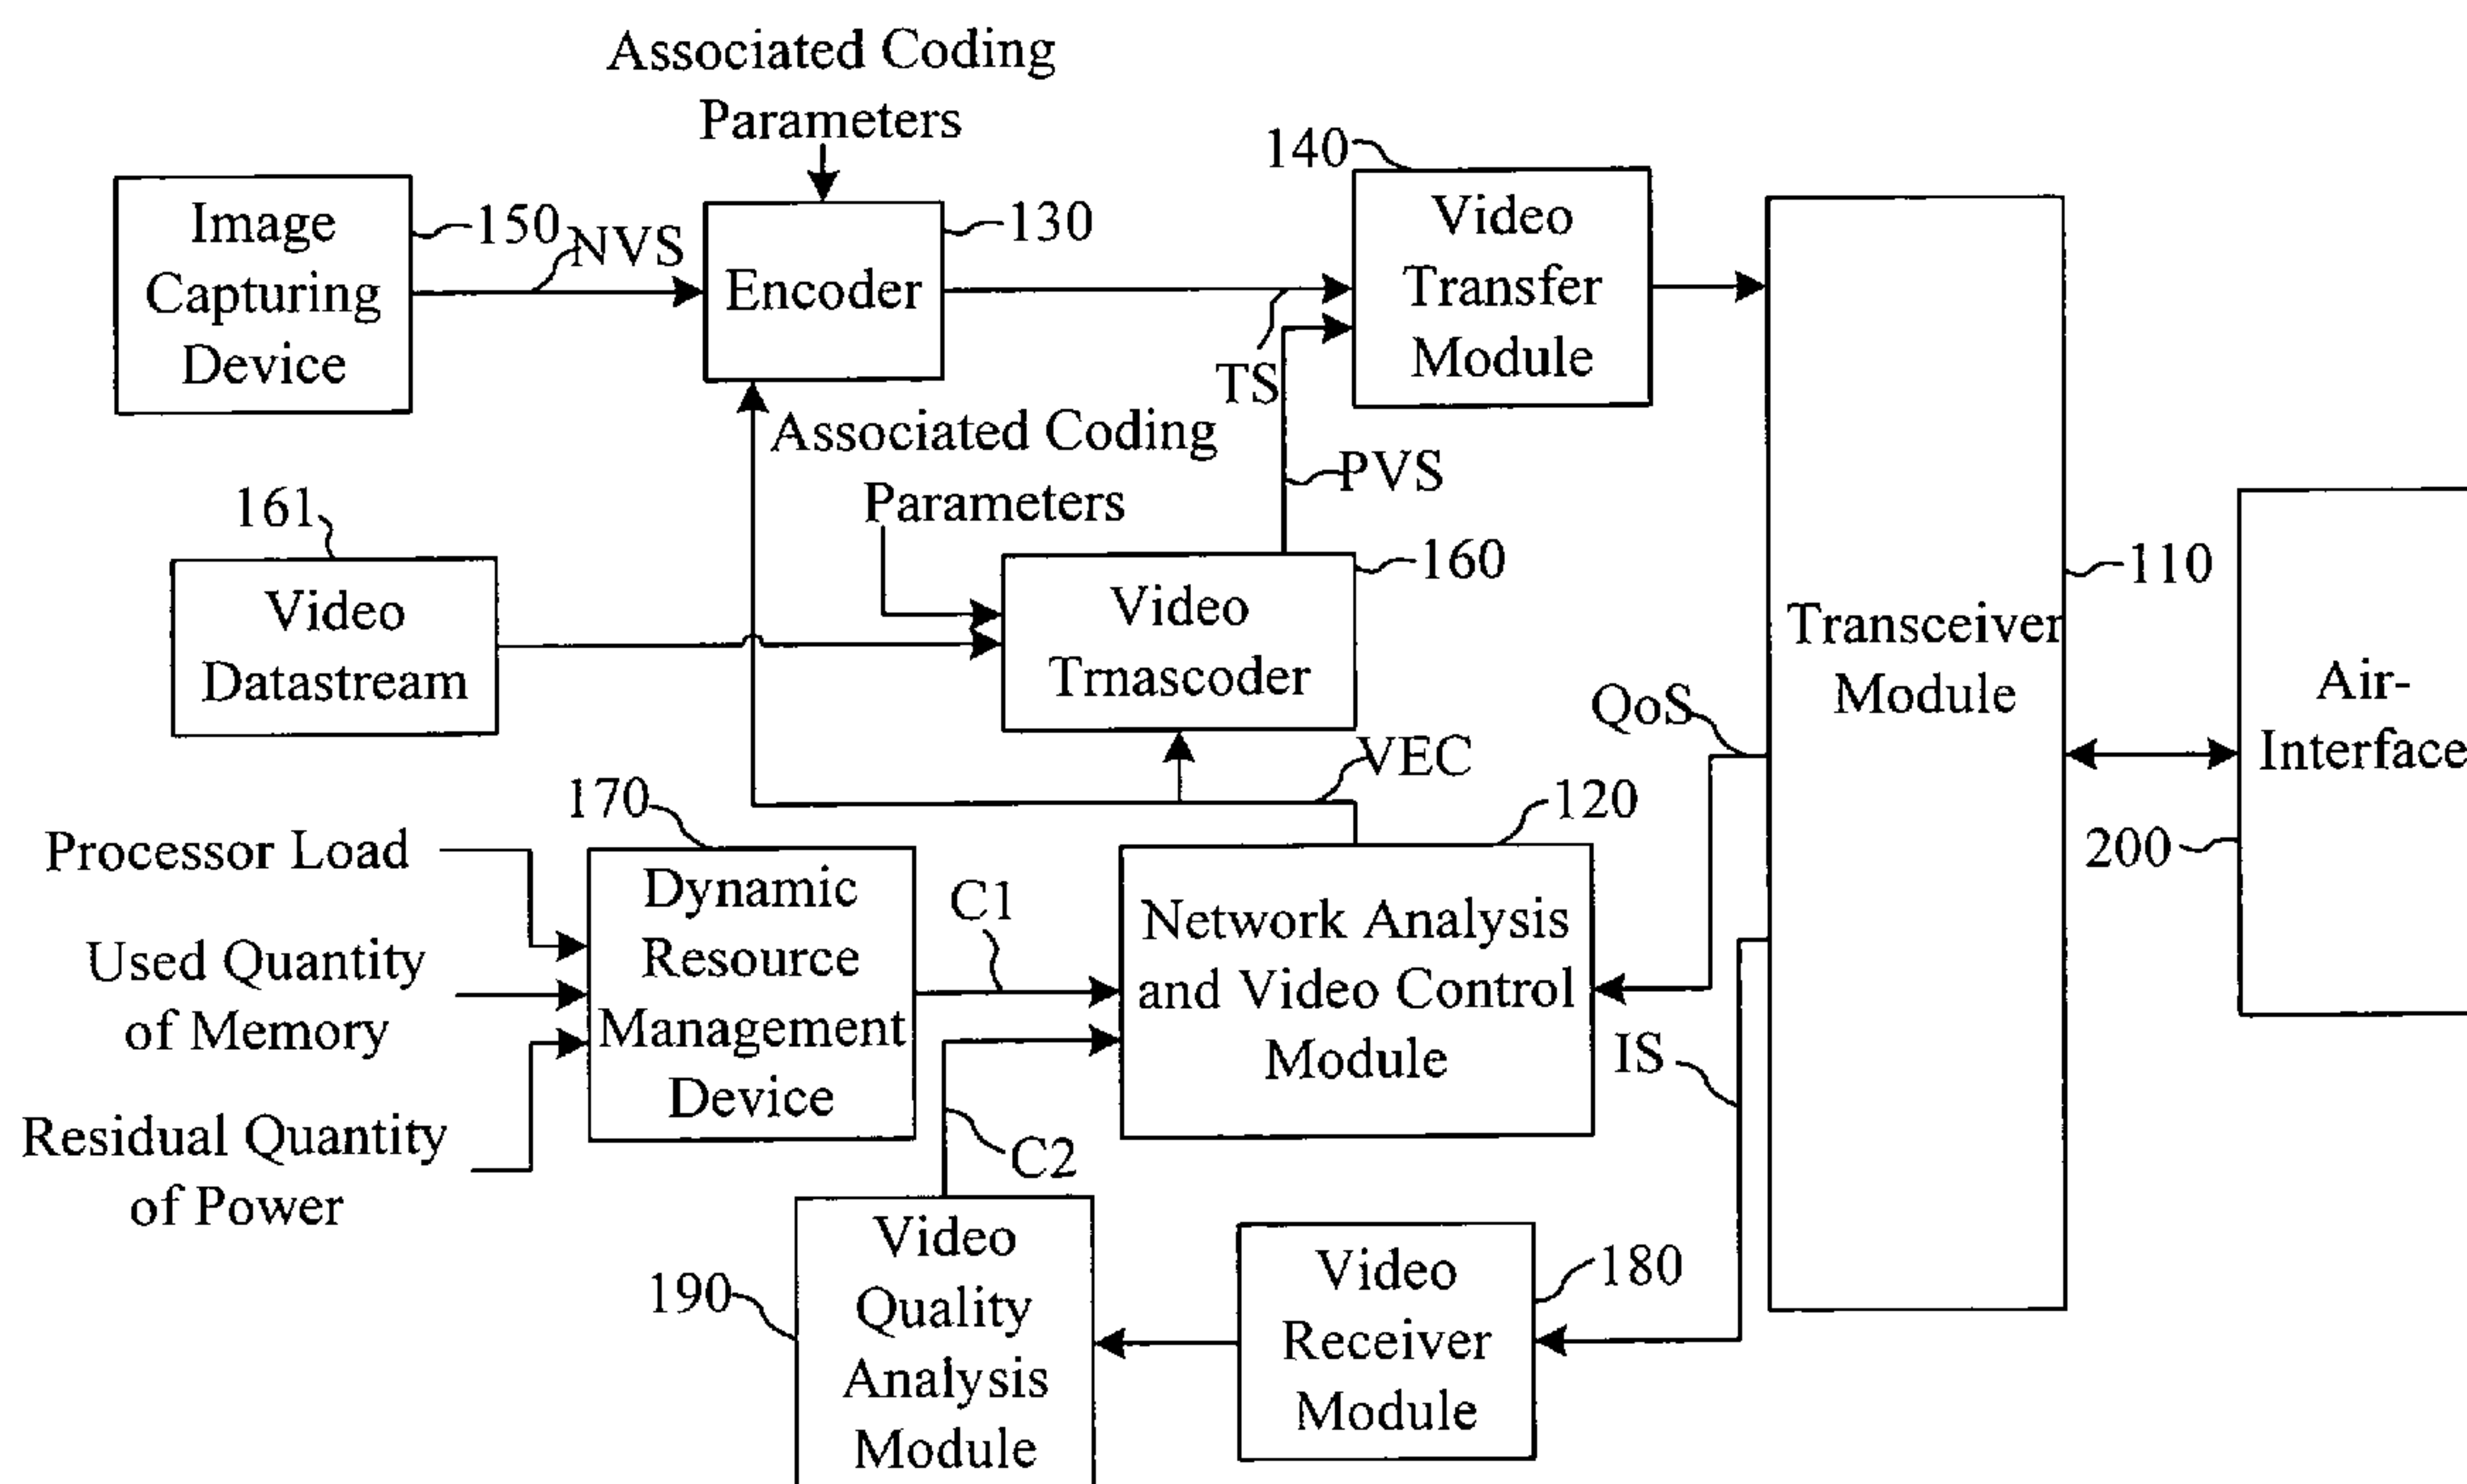 Associated Coding
Parameters
140
Image
Capturing
Device
150
NVS
Encoder
130
Video
Transfer
Module
TS
Associated Coding
Parameters
PVS
161
Video
Datastream
Video
Tmascoder
160
Transceiver
Module
110
QoS
Air-
Interface
200
VEC
170
120
Processor Load
Used Quantity
of Memory
Residual Quantity
of Power
Dynamic
Resource
Management
Device
C1
Network Analysis
and Video Control
Module
IS
C2
190
Video
Quality
Analysis
Module
Video
Receiver
Module
180